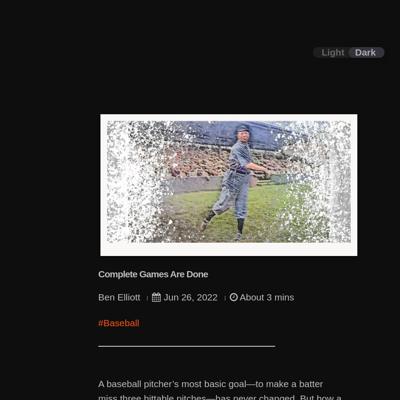 Light Dark
Complete Games Are Done
Ben Elliott Jun 26, 2022 About 3 mins
#Baseball
A baseball pitcher’s most basic goal—to make a batter
miss three hittable pitches—has never changed. But how a